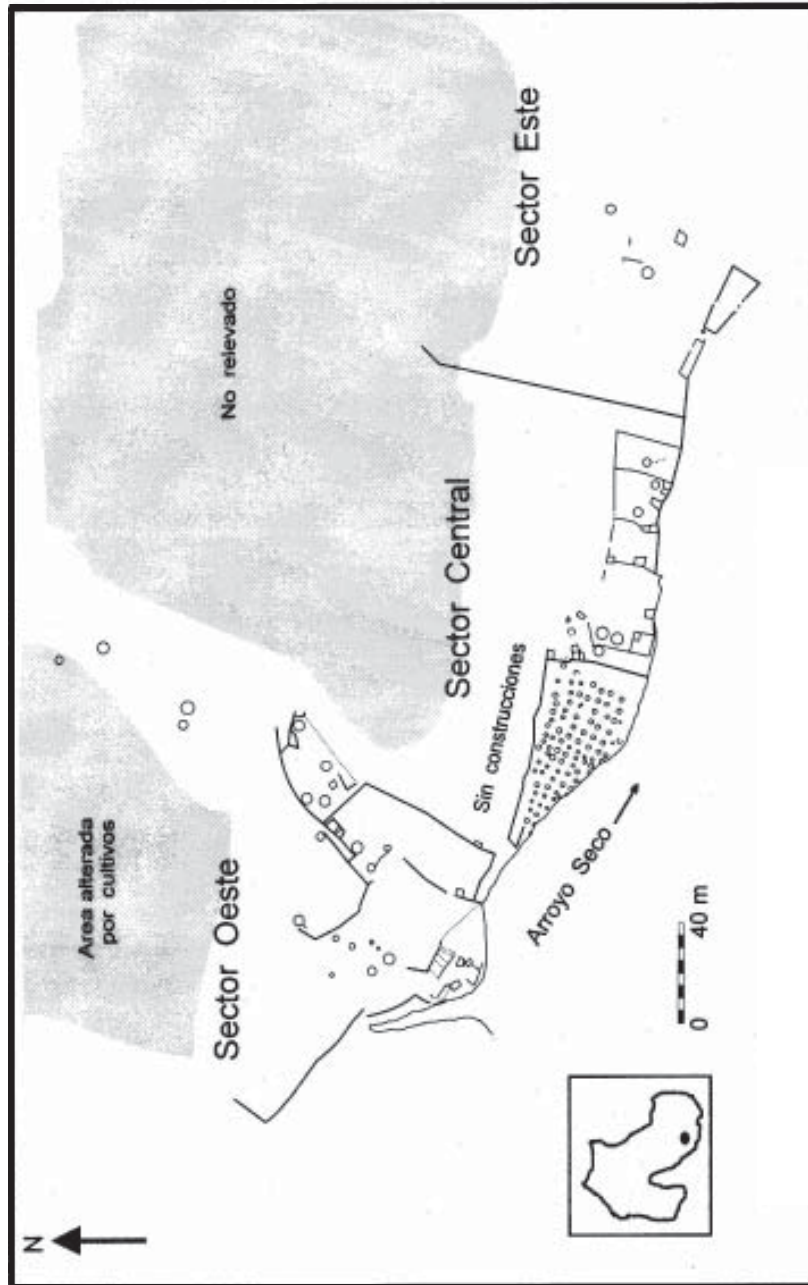 N
Area alterada
por cultivos
No relevado
Sector Oeste
Sector Central
Sector Este
Sin construcciones
Arroyo Seco
0 40 m